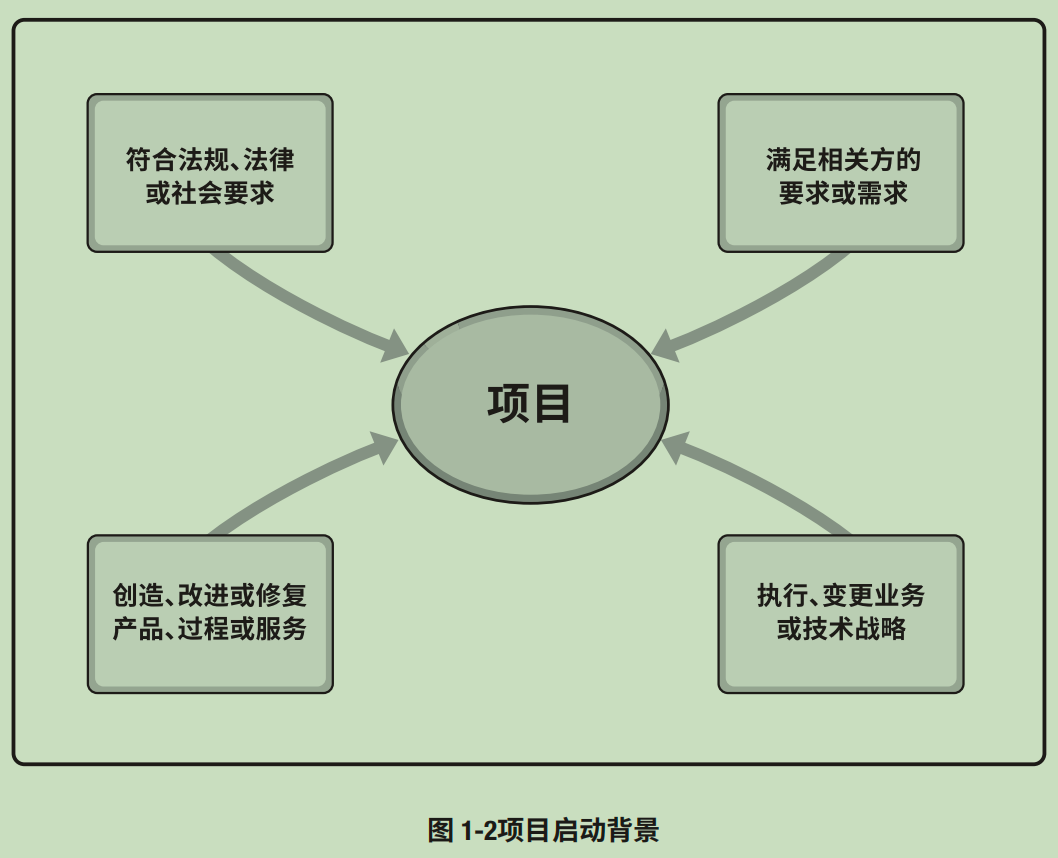 符合法规、法律
或社会要求
满足相关方的
要求或需求
项目
创造、改进或修复
产品、过程或服务
执行、变更业务
或技术战略
图 1-2项目启动背景